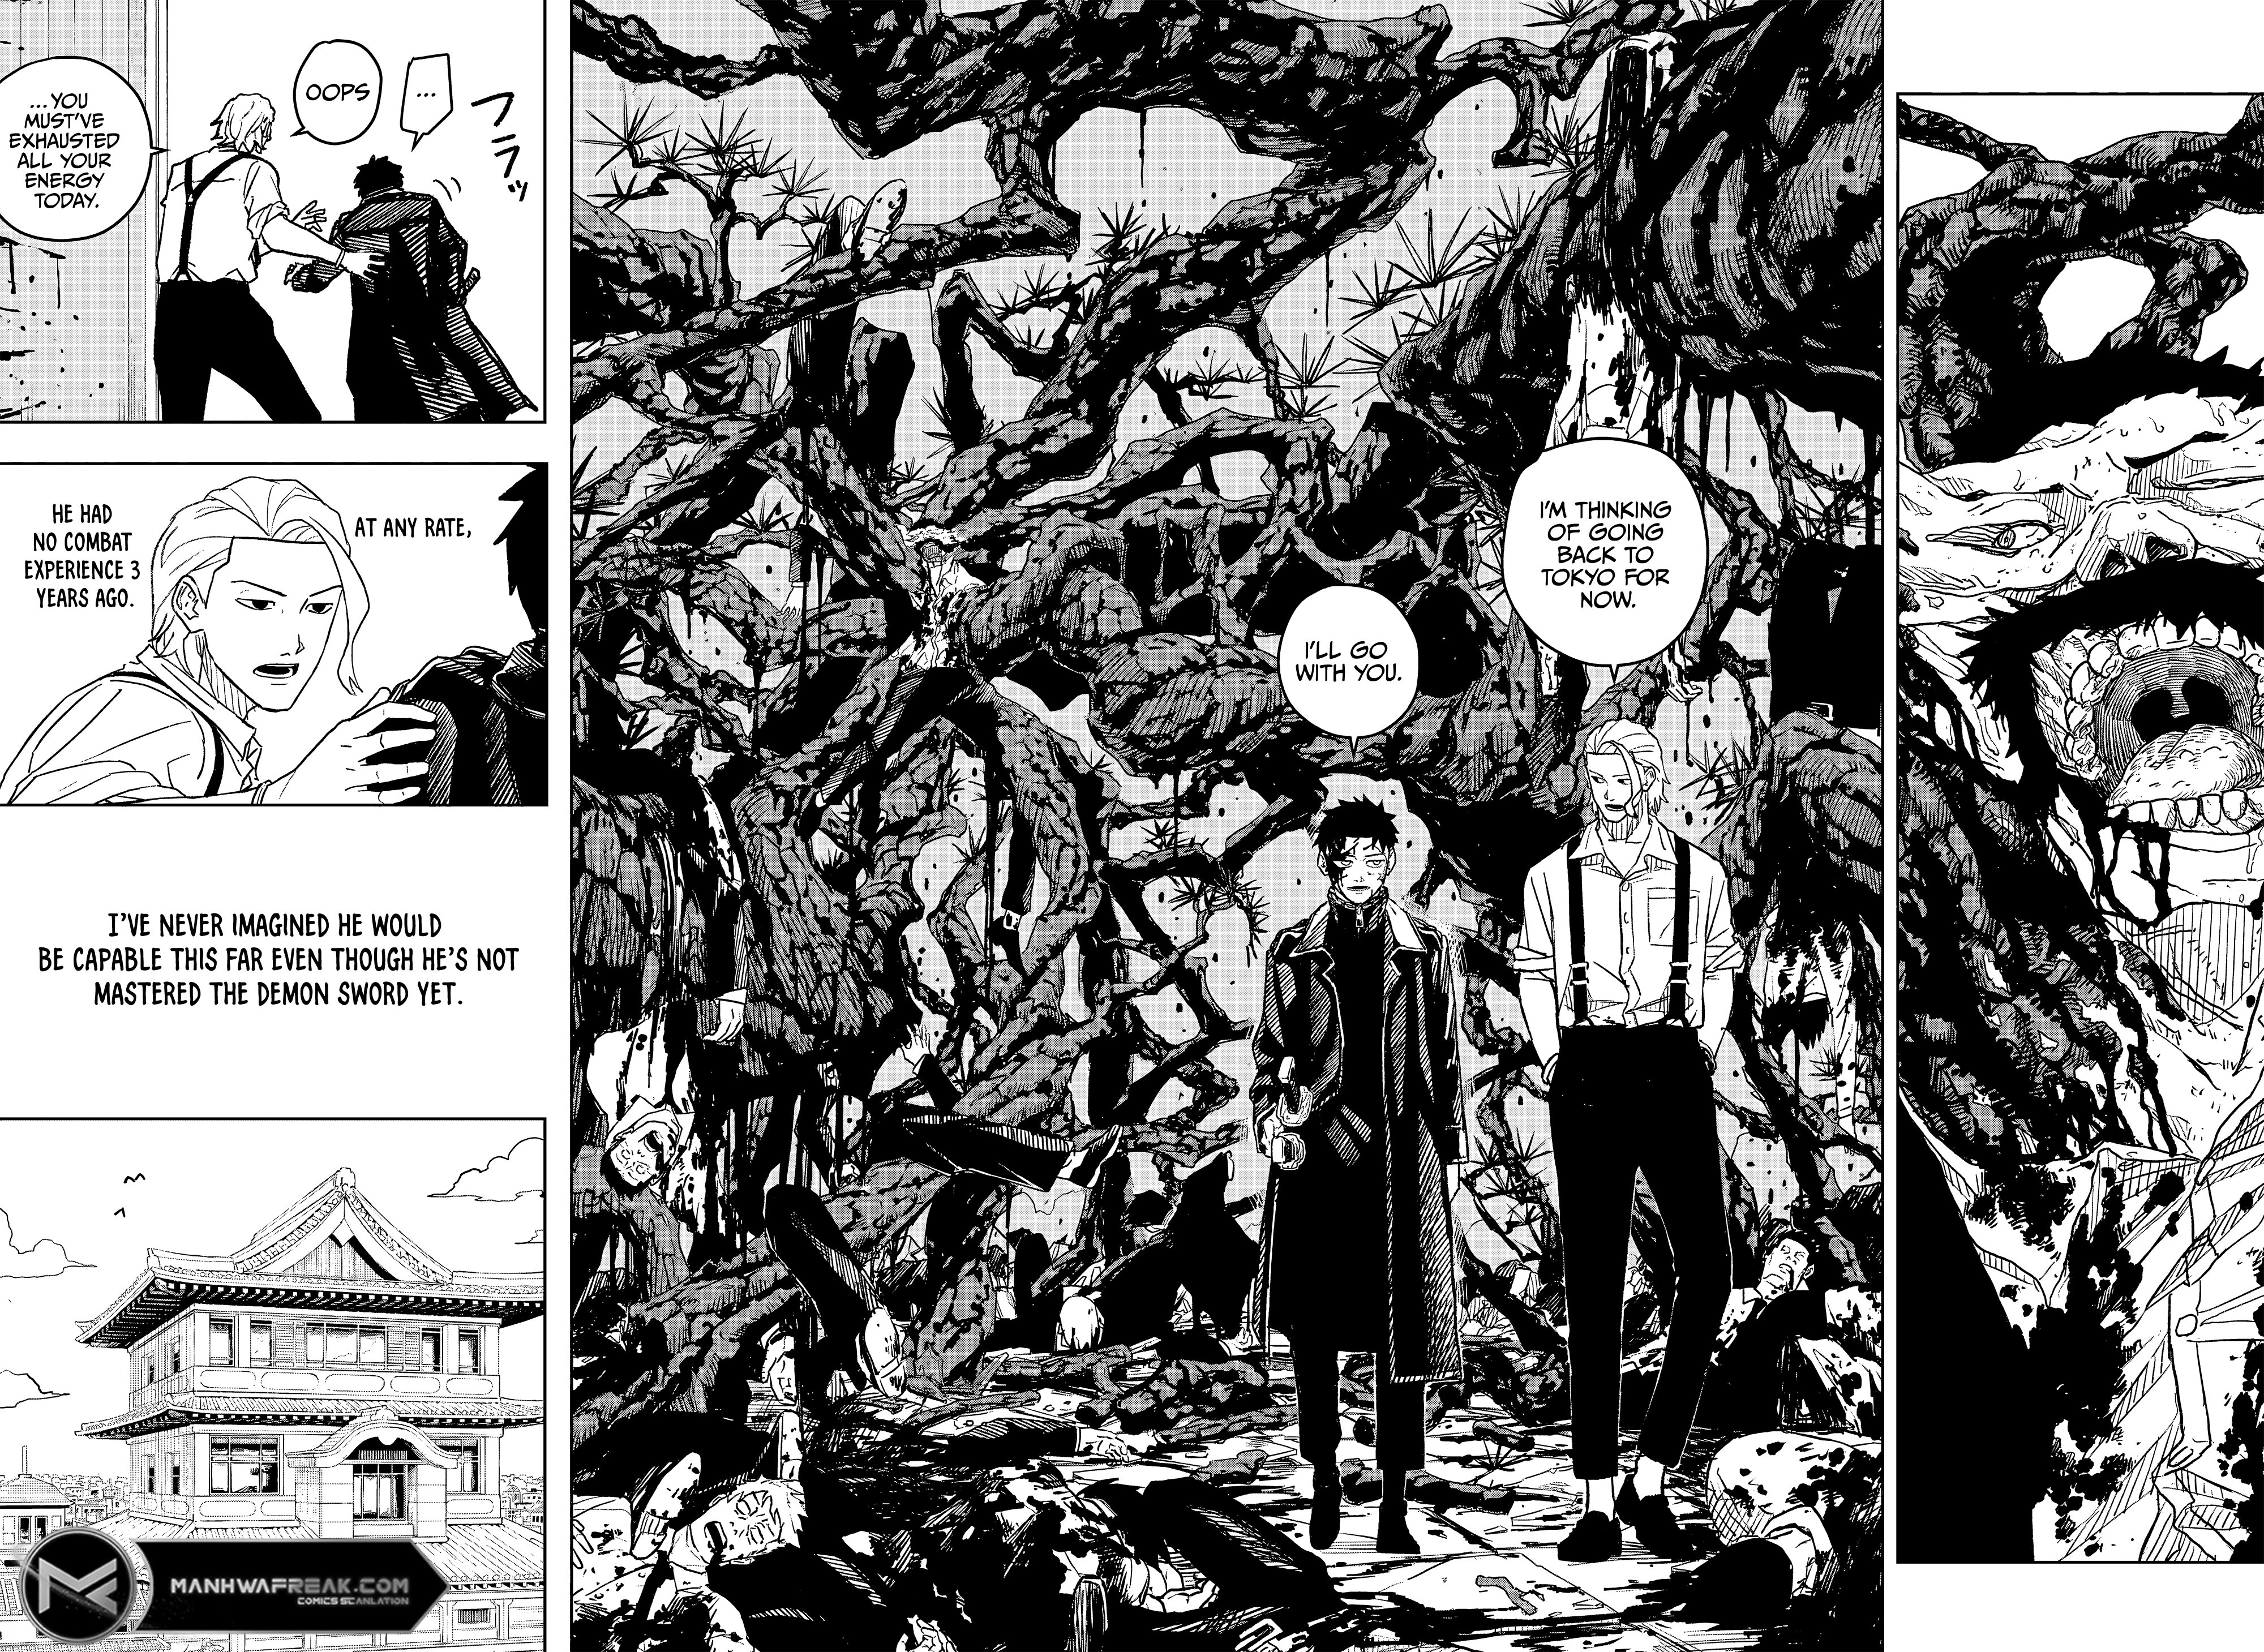 I'M THINKING
OF GOING
BACK TO
TOKYO FOR
NOW.
I'LL GO
WITH YOU.
...
フラッ
OOPS
...YOU
MUST'VE
EXHAUSTED
ALL YOUR
ENERGY
TODAY.
AT ANY RATE,
HE HAD
NO COMBAT
EXPERIENCE 3
YEARS AGO.
I'VE NEVER IMAGINED HE WOULD
BE CAPABLE THIS FAR EVEN THOUGH HE'S NOT
MASTERED THE DEMON SWORD YET.
MANHWAFREAK.COM
COMICS SCANLATION